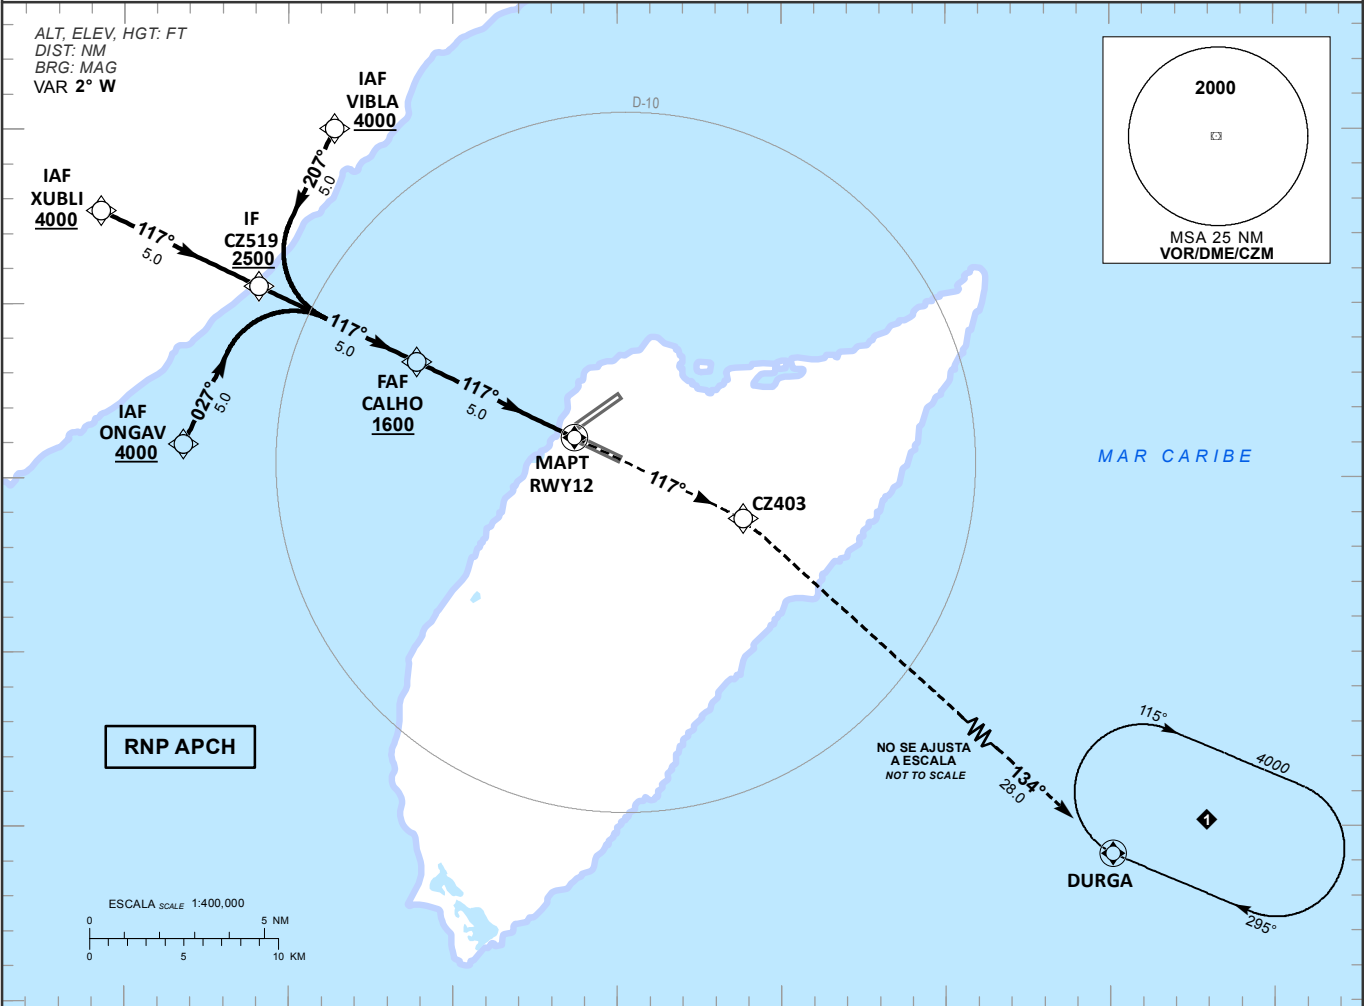 ALT, ELEV, HGT: FT
DIST: NM
BRG: MAG
VAR 2° W
IAF
VIBLA
4000
D-10
2000
MSA 25 NM
VOR/DME/CZM
207°
5.0
IAF
XUBLI
4000
117°
5.0
IF
CZ519
2500
117°
5.0
IAF
ONGAV
4000
027°
5.0
FAF
CALHO
1600
117°
5.0
MAPT
RWY12
117°
CZ403
MAR CARIBE
RNP APCH
NO SE AJUSTA
A ESCALA
NOT TO SCALE
134°
28.0
115°
4000
1
DURGA
295°
ESCALA SCALE 1:400,000
0 5 NM
0 5 10 KM